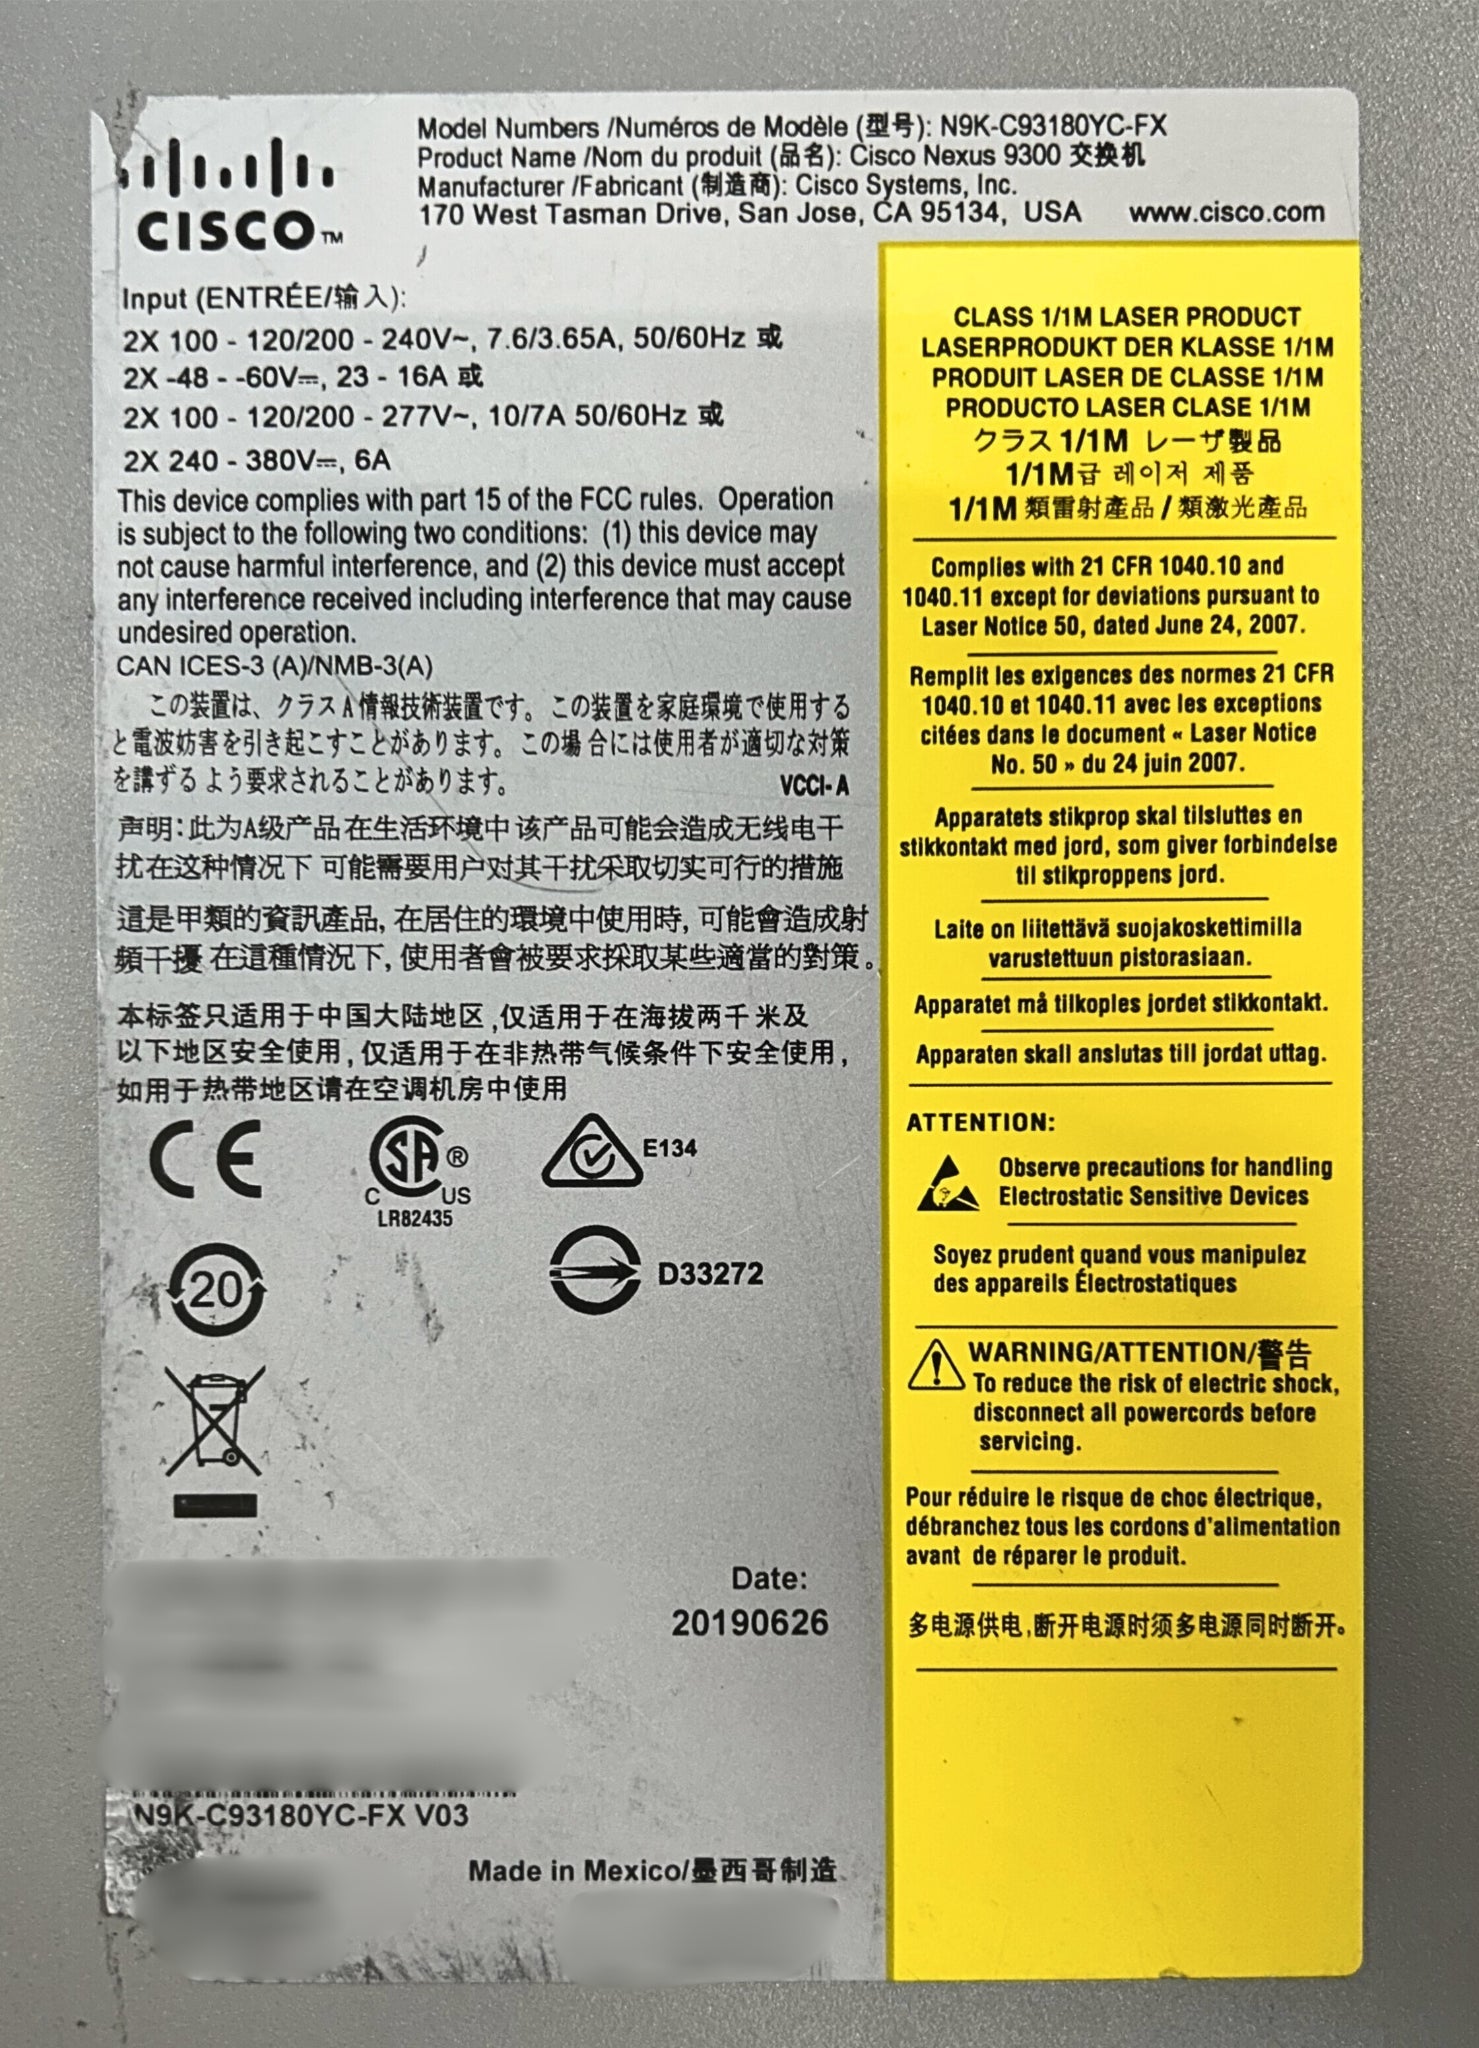 CISCO™
Model Numbers /Numéros de Modèle (型号): N9K-C93180YC-FX
Product Name /Nom du produit (品名): Cisco Nexus 9300 交换机
Manufacturer /Fabricant (制造商): Cisco Systems, Inc.
170 West Tasman Drive, San Jose, CA 95134, USA www.cisco.com
Input (ENTRÉE/输入):
2X 100 - 120/200 - 240V~, 7.6/3.65A, 50/60Hz 或
2X -48 - -60V⎓, 23 - 16A 或
2X 100 - 120/200 - 277V~, 10/7A 50/60Hz 或
2X 240 - 380V⎓, 6A
This device complies with part 15 of the FCC rules. Operation
is subject to the following two conditions: (1) this device may
not cause harmful interference, and (2) this device must accept
any interference received including interference that may cause
undesired operation.
CAN ICES-3 (A)/NMB-3(A)
この装置は、クラスA情報技術装置です。この装置を家庭環境で使用する
と電波妨害を引き起こすことがあります。この場合には使用者が適切な対策
を講ずるよう要求されることがあります。 VCCI-A
声明:此为A级产品在生活环境中该产品可能会造成无线电干
扰在这种情况下 可能需要用户对其干扰采取切实可行的措施
這是甲類的資訊產品,在居住的環境中使用時,可能會造成射
頻干擾 在這種情況下,使用者會被要求採取某些適當的對策。
本标签只适用于中国大陆地区,仅适用于在海拔两千米及
以下地区安全使用,仅适用于在非热带气候条件下安全使用,
如用于热带地区请在空调机房中使用
CE
SA ®
C US
LR82435
E134
20
D33272
Date:
20190626
N9K-C93180YC-FX V03
Made in Mexico/墨西哥制造
CLASS 1/1M LASER PRODUCT
LASERPRODUKT DER KLASSE 1/1M
PRODUIT LASER DE CLASSE 1/1M
PRODUCTO LASER CLASE 1/1M
クラス 1/1M レーザ製品
1/1M급 레이저 제품
1/1M 類雷射產品 / 類激光產品
Complies with 21 CFR 1040.10 and
1040.11 except for deviations pursuant to
Laser Notice 50, dated June 24, 2007.
Remplit les exigences des normes 21 CFR
1040.10 et 1040.11 avec les exceptions
citées dans le document « Laser Notice
No. 50 » du 24 juin 2007.
Apparatets stikprop skal tilsluttes en
stikkontakt med jord, som giver forbindelse
til stikproppens jord.
Laite on liitettävä suojakoskettimilla
varustettuun pistorasiaan.
Apparatet må tilkoples jordet stikkontakt.
Apparaten skall anslutas till jordat uttag.
ATTENTION:
Observe precautions for handling
Electrostatic Sensitive Devices
Soyez prudent quand vous manipulez
des appareils Électrostatiques
WARNING/ATTENTION/警告
To reduce the risk of electric shock,
disconnect all powercords before
servicing.
Pour réduire le risque de choc électrique,
débranchez tous les cordons d'alimentation
avant de réparer le produit.
多电源供电,断开电源时须多电源同时断开。